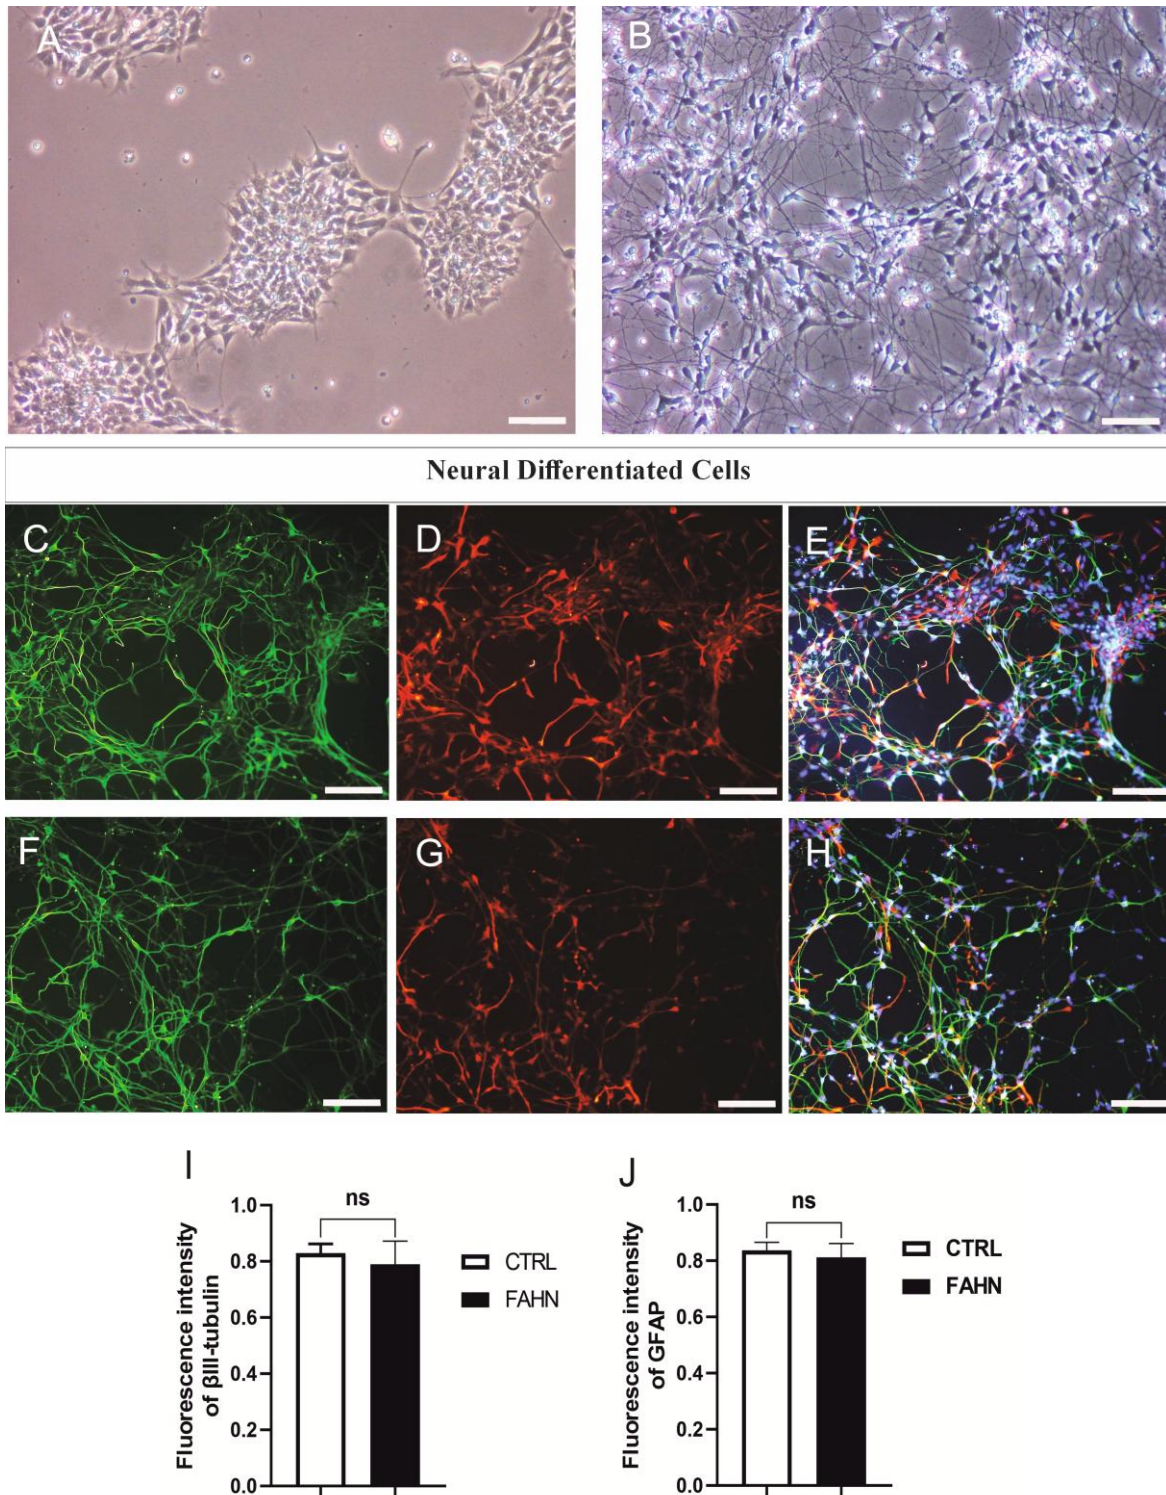 A
B
Neural Differentiated Cells
C
D
E
F
G
H
I
Fluorescence intensity
of βIII-tubulin
1.0
0.8
0.6
0.4
0.2
0.0
ns
CTRL
FAHN
J
Fluorescence intensity
of GFAP
1.0
0.8
0.6
0.4
0.2
0.0
ns
CTRL
FAHN